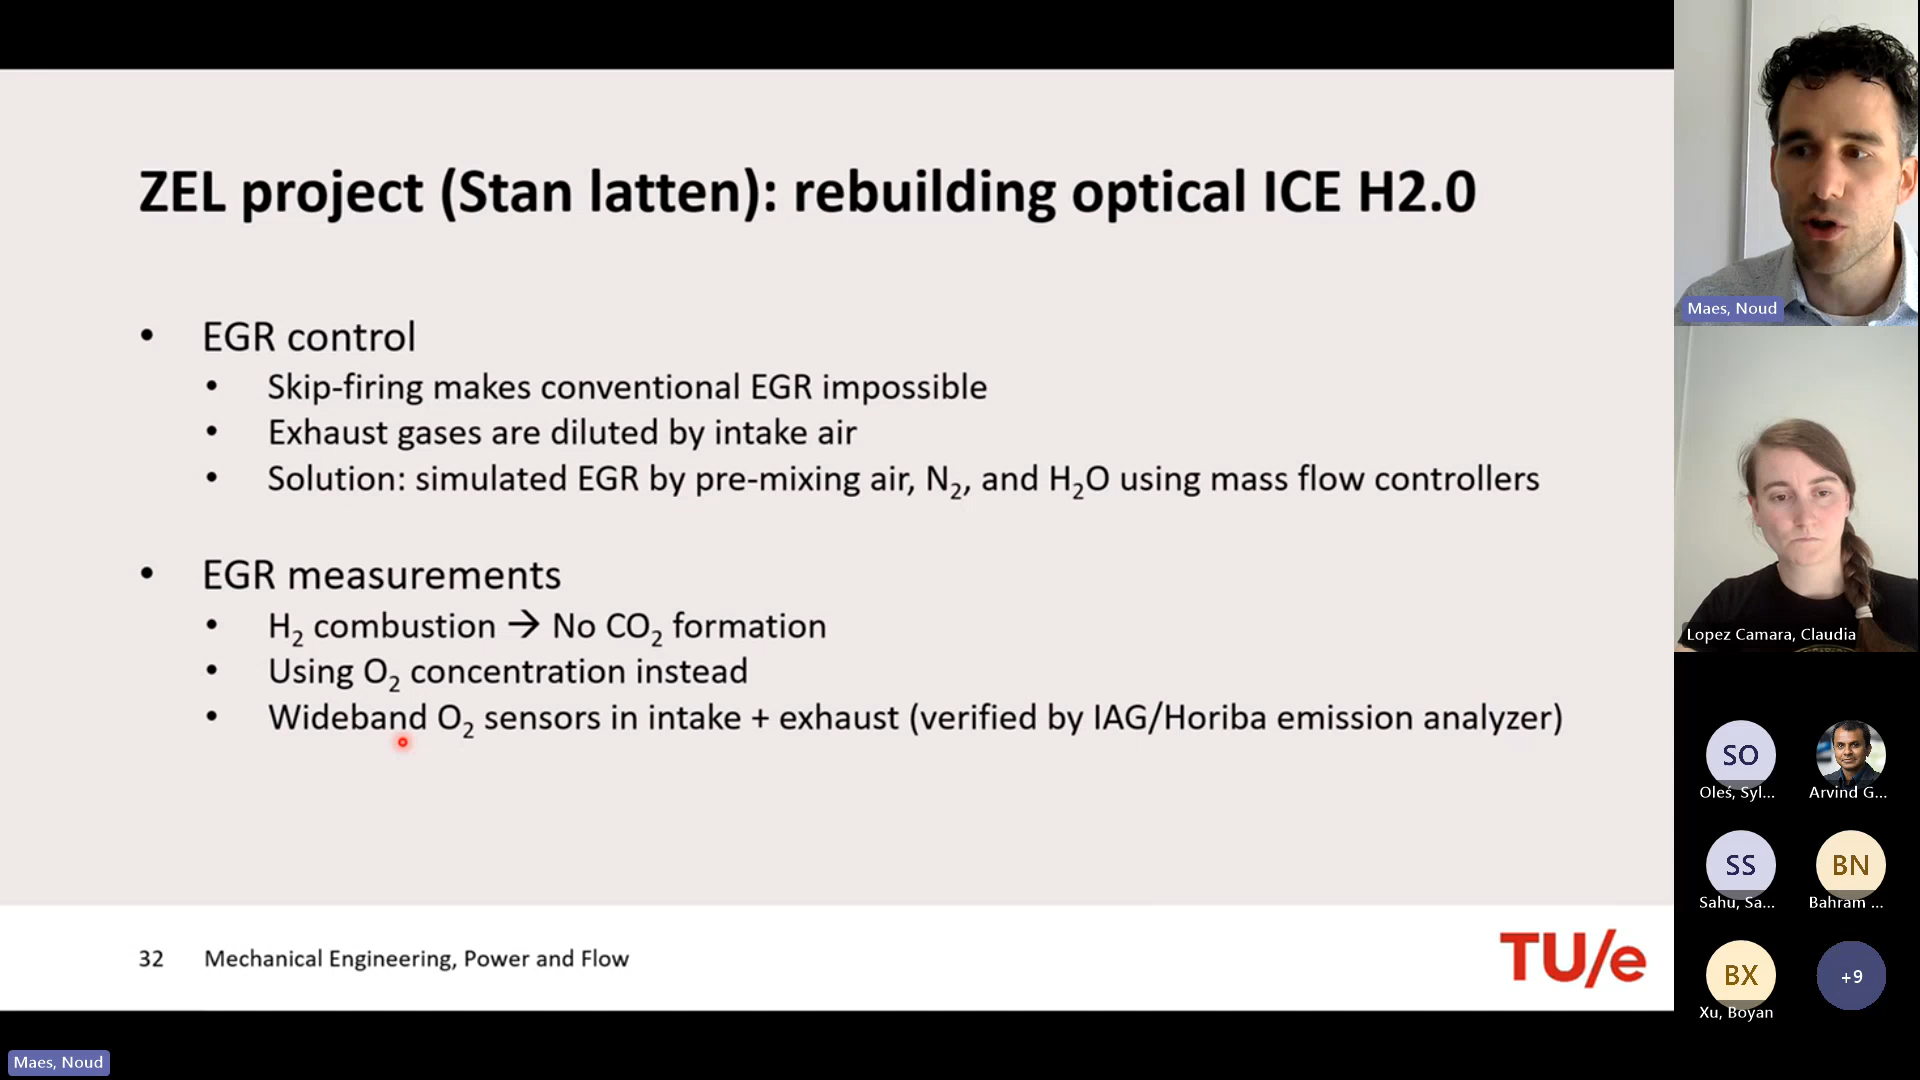 ZEL project (Stan latten): rebuilding optical ICE H2.0
• EGR control
• Skip-firing makes conventional EGR impossible
• Exhaust gases are diluted by intake air
• Solution: simulated EGR by pre-mixing air, N₂, and H₂O using mass flow controllers
• EGR measurements
• H₂ combustion → No CO₂ formation
• Using O₂ concentration instead
• Wideband O₂ sensors in intake + exhaust (verified by IAG/Horiba emission analyzer)
32 Mechanical Engineering, Power and Flow
TU/e
Maes, Noud
Maes, Noud
Lopez Camara, Claudia
SO
Oleś, Syl...
Arvind G...
SS
Sahu, Sa...
BN
Bahram ...
BX
Xu, Boyan
+9